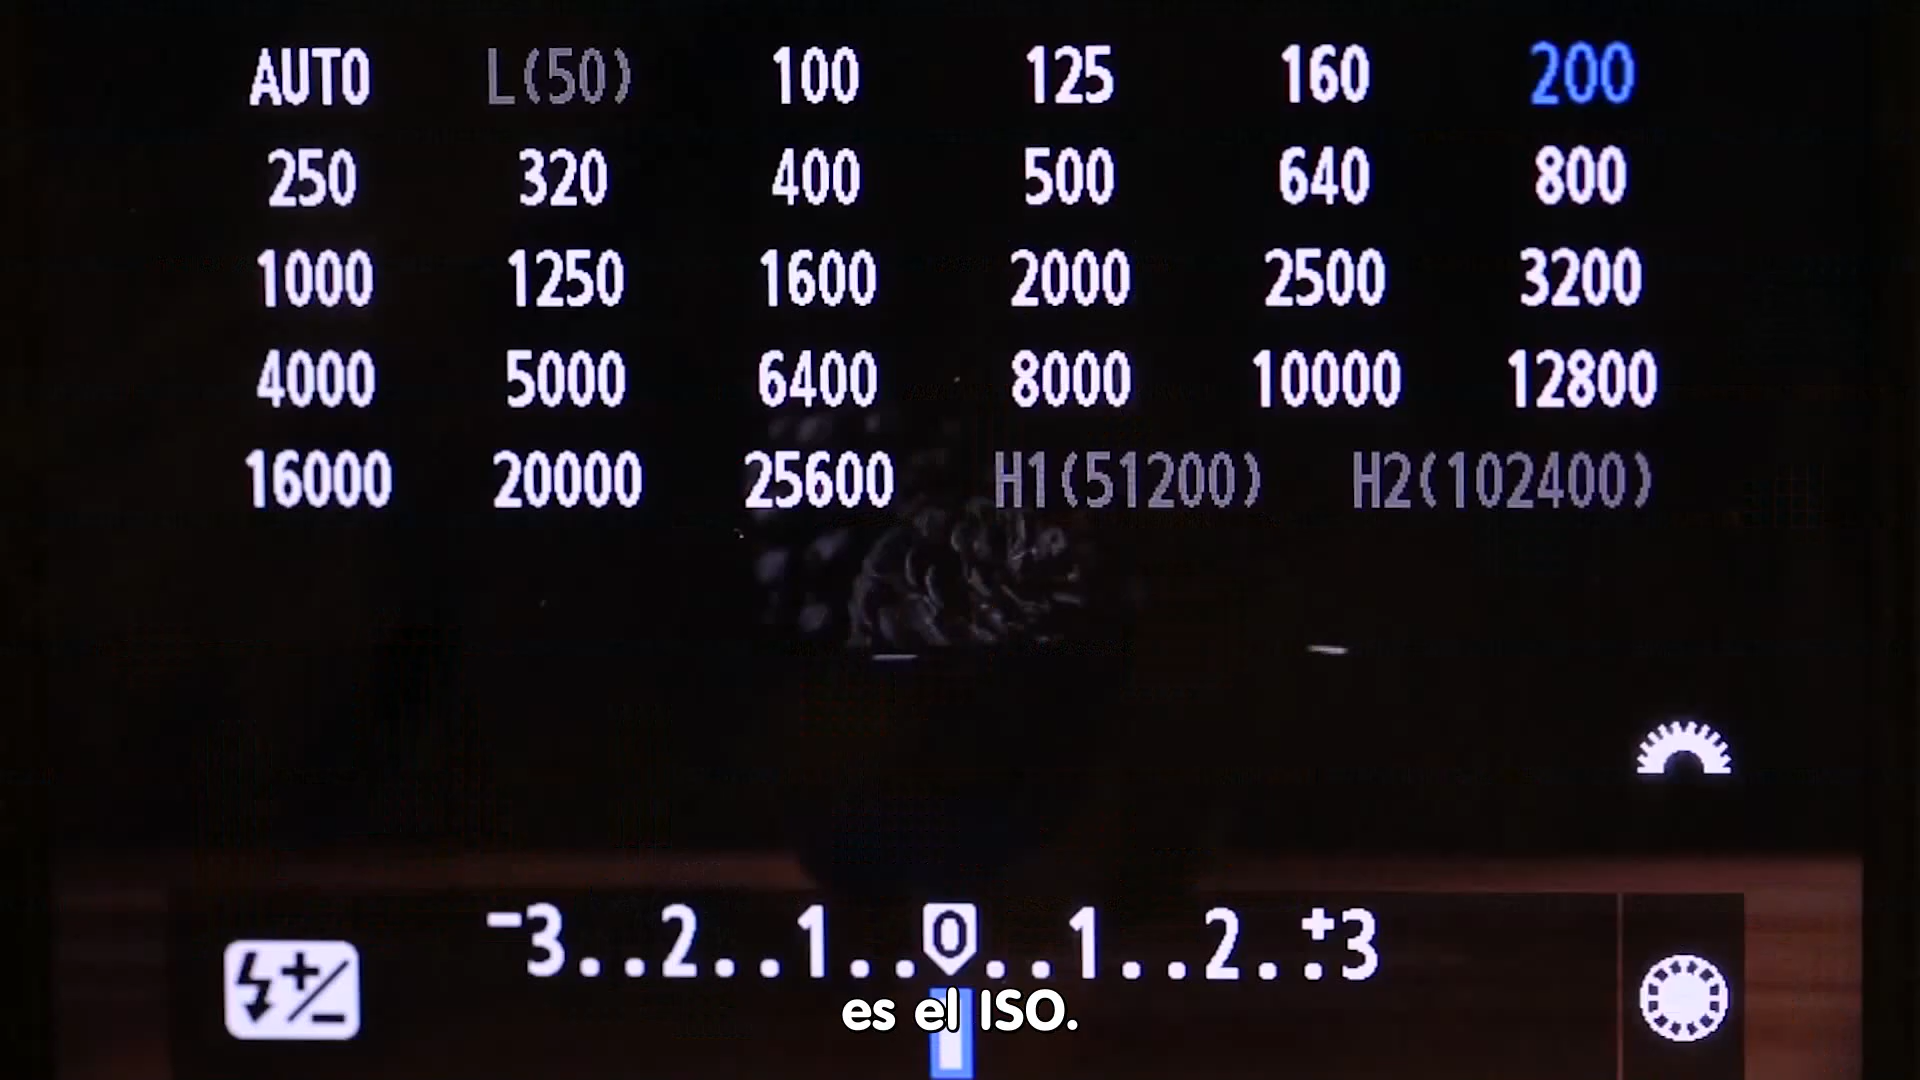 AUTO L(50) 100 125 160 200
250 320 400 500 640 800
1000 1250 1600 2000 2500 3200
4000 5000 6400 8000 10000 12800
16000 20000 25600 H1(51200) H2(102400)
-3..2..1..0..1..2..+3
es el ISO.